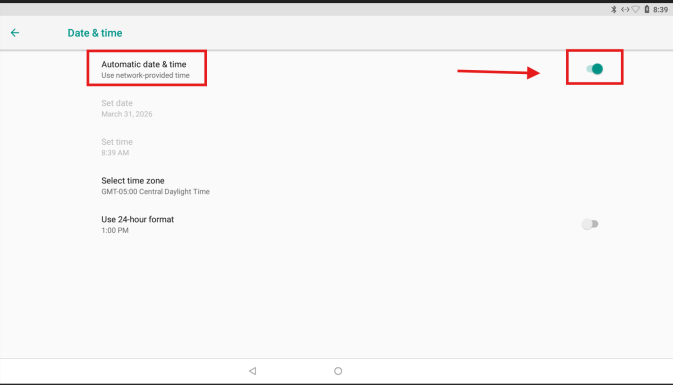 8:39
Date & time
Automatic date & time
Use network-provided time
Set date
March 31, 2026
Set time
8:39 AM
Select time zone
GMT-05:00 Central Daylight Time
Use 24-hour format
1:00 PM